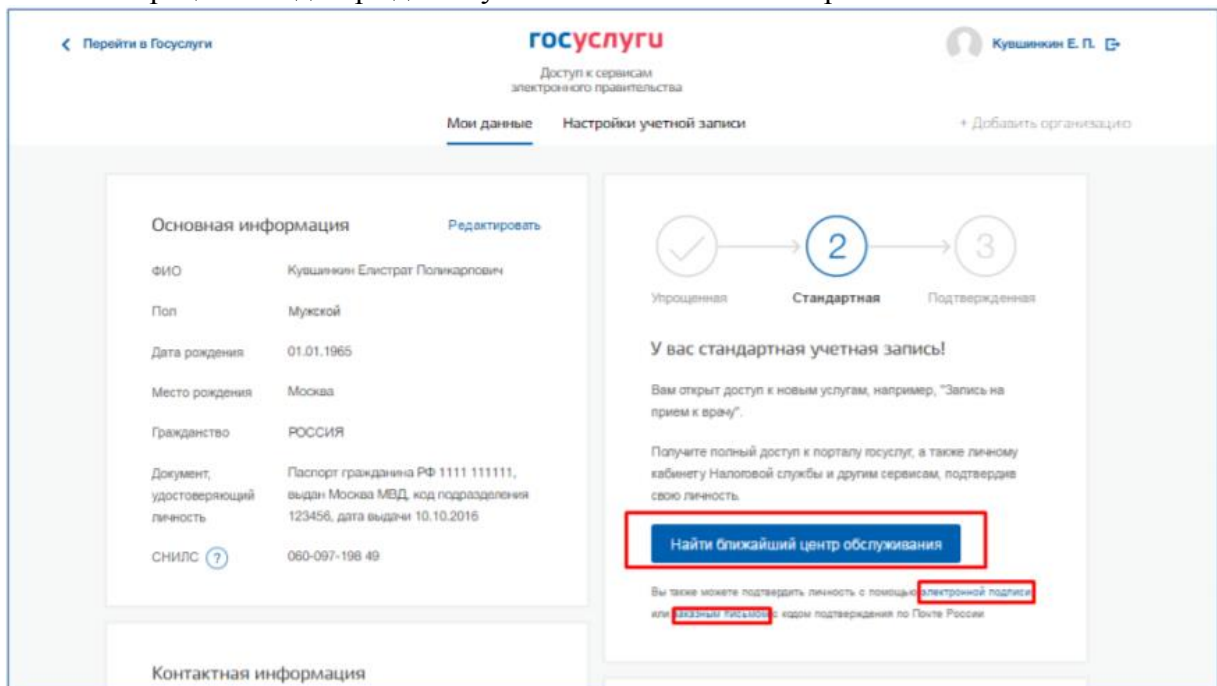 Перейти в Госуслуги
госуслуги
Кувшинкин Е. П.
Доступ к сервисам
электронного правительства
Мои данные Настройки учетной записи + Добавить организацию
Основная информация Редактировать
ФИО Кувшинкин Елистрат Поликарпович
Пол Мужской
Дата рождения 01.01.1965
Место рождения Москва
Гражданство РОССИЯ
Документ, удостоверяющий личность
Паспорт гражданина РФ 1111 111111,
выдан Москва МВД, код подразделения
123456, дата выдачи 10.10.2016
СНИЛС ? 060-097-198 49
Контактная информация
2 3
Упрощенная Стандартная Подтвержденная
У вас стандартная учетная запись!
Вам открыт доступ к новым услугам, например, "Запись на
прием к врачу".
Получите полный доступ к порталу госуслуг, а также личному
кабинету Налоговой службы и другим сервисам, подтвердив
свою личность.
Найти ближайший центр обслуживания
Вы также можете подтвердить личность с помощью электронной подписи
или заказным письмом с кодом подтверждения по Почте России